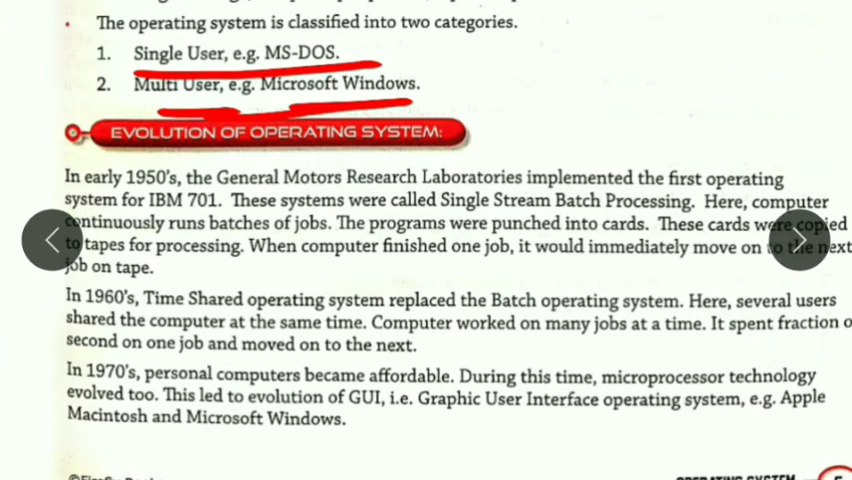 • The operating system is classified into two categories.
1. Single User, e.g. MS-DOS.
2. Multi User, e.g. Microsoft Windows.
EVOLUTION OF OPERATING SYSTEM:
In early 1950's, the General Motors Research Laboratories implemented the first operating
system for IBM 701. These systems were called Single Stream Batch Processing. Here, computer
continuously runs batches of jobs. The programs were punched into cards. These cards were copied
to tapes for processing. When computer finished one job, it would immediately move on to the next
job on tape.
In 1960's, Time Shared operating system replaced the Batch operating system. Here, several users
shared the computer at the same time. Computer worked on many jobs at a time. It spent fraction
second on one job and moved on to the next.
In 1970's, personal computers became affordable. During this time, microprocessor technology
evolved too. This led to evolution of GUI, i.e. Graphic User Interface operating system, e.g. Apple
Macintosh and Microsoft Windows.
OPERATING SYSTEM